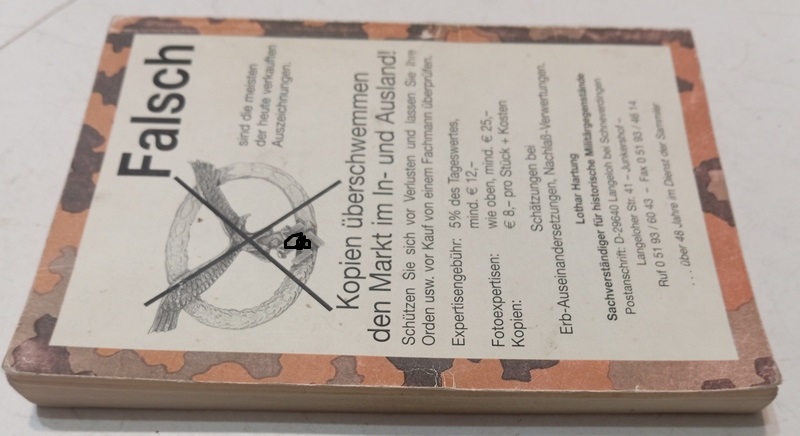 Falsch
sind die meisten
der heute verkauften
Auszeichnungen.
Kopien überschwemmen
den Markt im In- und Ausland!
Schützen Sie sich vor Verlusten und lassen Sie Ihre
Orden usw. vor Kauf von einem Fachmann überprüfen.
Expertisengebühr: 5% des Tageswertes,
mind. € 12,–
Fotoexpertisen: wie oben, mind. € 25,–
Kopien: € 8,– pro Stück + Kosten
Schätzungen bei
Erb-Auseinandersetzungen, Nachlaß-Verwertungen.
Lothar Hartung
Sachverständiger für historische Militärgegenstände
Postanschrift: D-29640 Langeloh bei Schneverdingen
Langeloher Str. 41 – Junkershof –
Ruf 0 51 93 / 60 43 – Fax 0 51 93 / 48 14
. . . über 48 Jahre im Dienst der Sammler